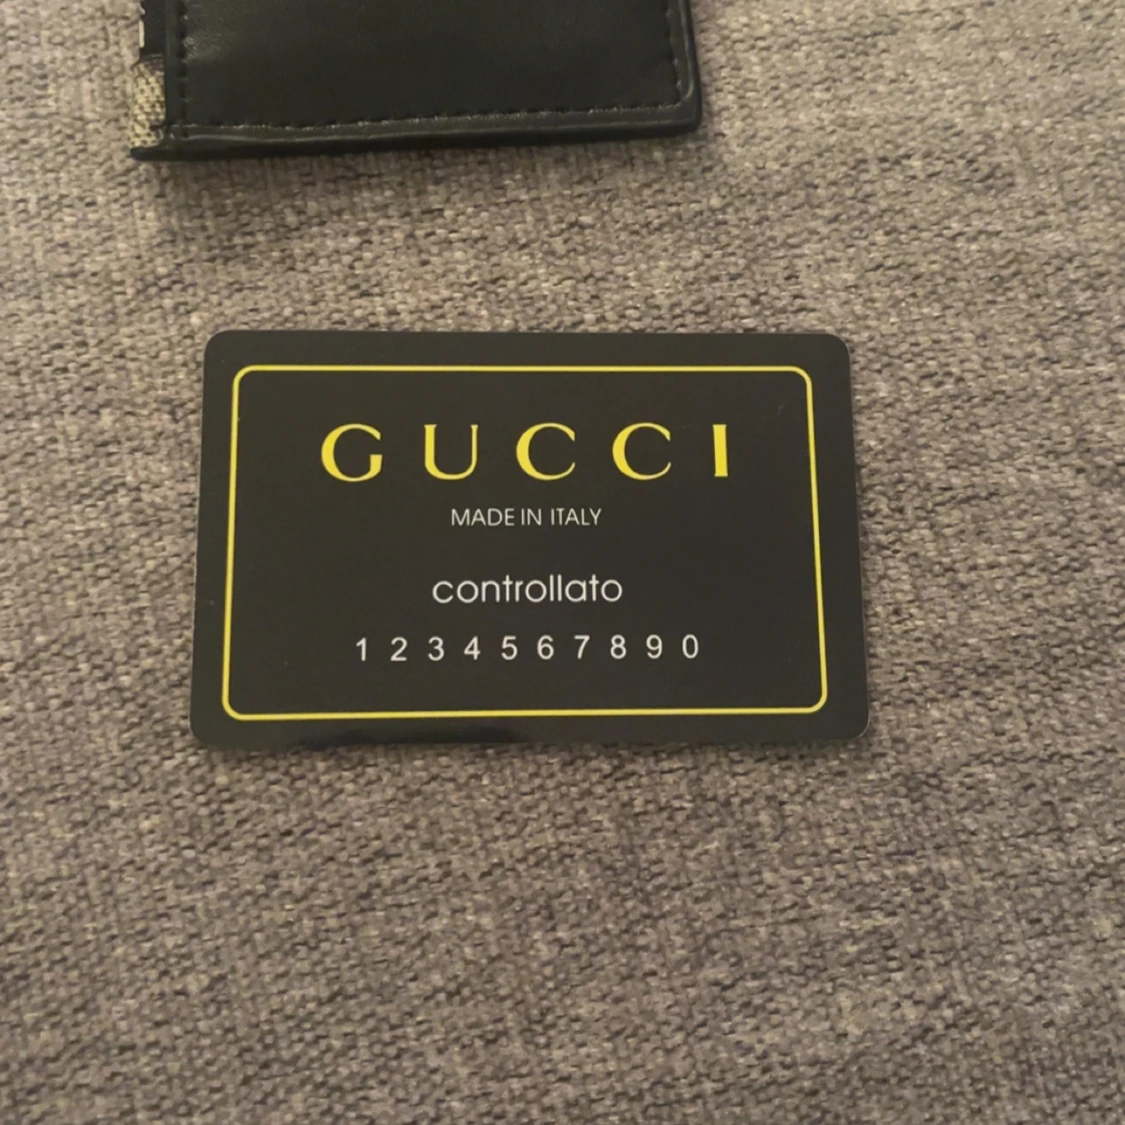 GUCCI
MADE IN ITALY
controllato
1 2 3 4 5 6 7 8 9 0